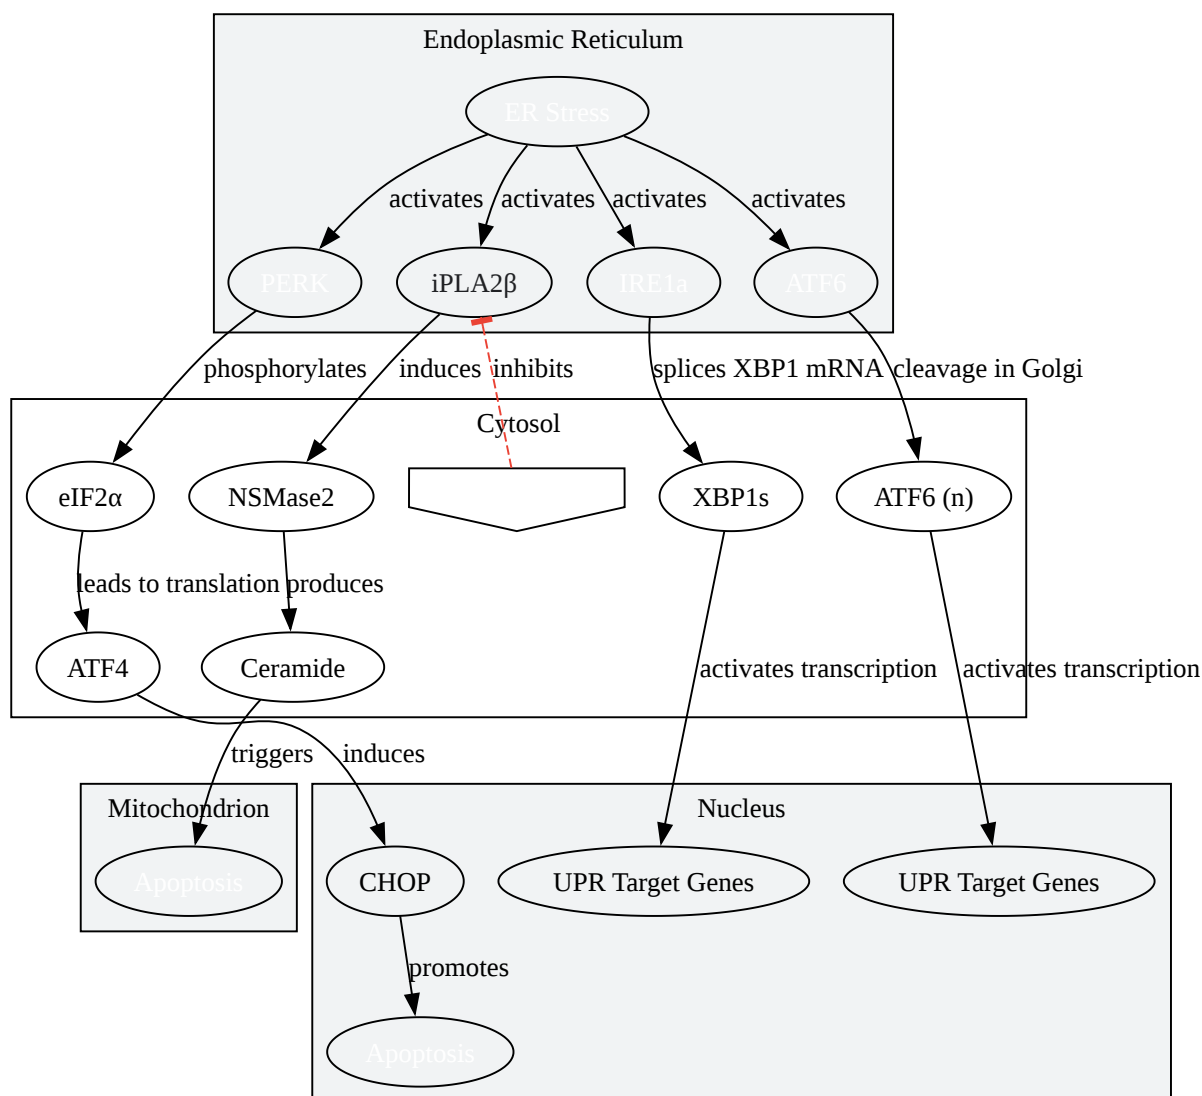 Endoplasmic Reticulum
ER Stress
activates
activates
activates
activates
PERK
iPLA2β
IRE1a
ATF6
phosphorylates
induces
inhibits
splices XBP1 mRNA
cleavage in Golgi
Cytosol
eIF2α
NSMase2
XBP1s
ATF6 (n)
leads to translation
produces
ATF4
Ceramide
activates transcription
activates transcription
triggers
induces
Mitochondrion
Nucleus
Apoptosis
CHOP
UPR Target Genes
UPR Target Genes
promotes
Apoptosis